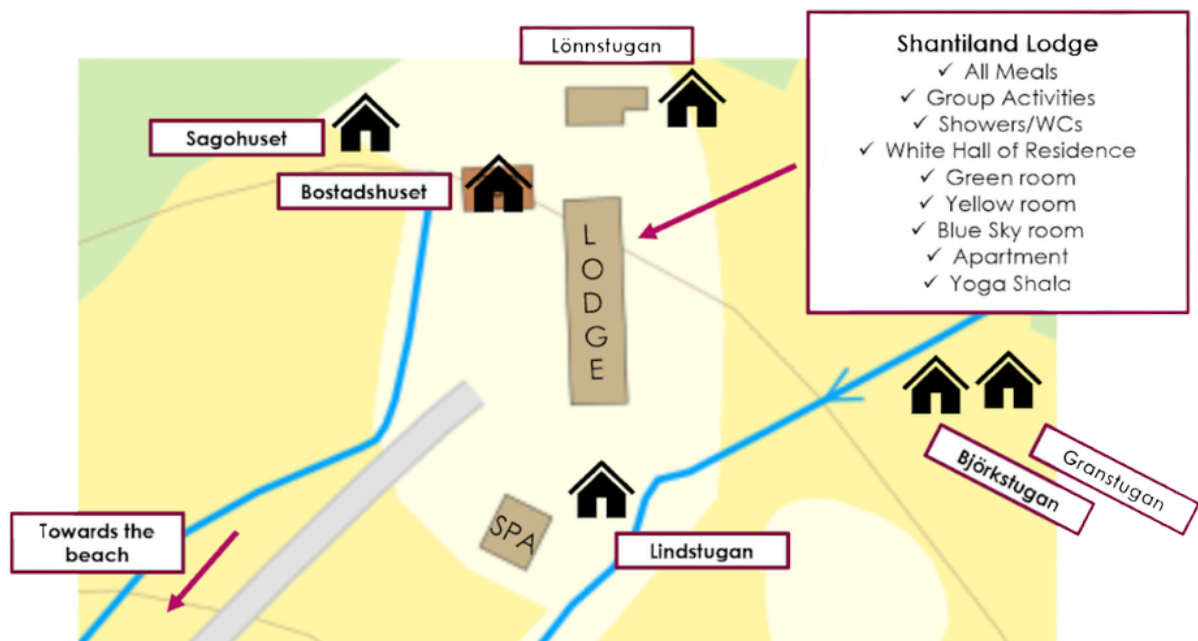 Lönnstugan
Shantiland Lodge
✓ All Meals
✓ Group Activities
✓ Showers/WCs
✓ White Hall of Residence
✓ Green room
✓ Yellow room
✓ Blue Sky room
✓ Apartment
✓ Yoga Shala
Sagohuset
Bostadshuset
LODGE
Björkstugan
Granstugan
Towards the
beach
SPA
Lindstugan